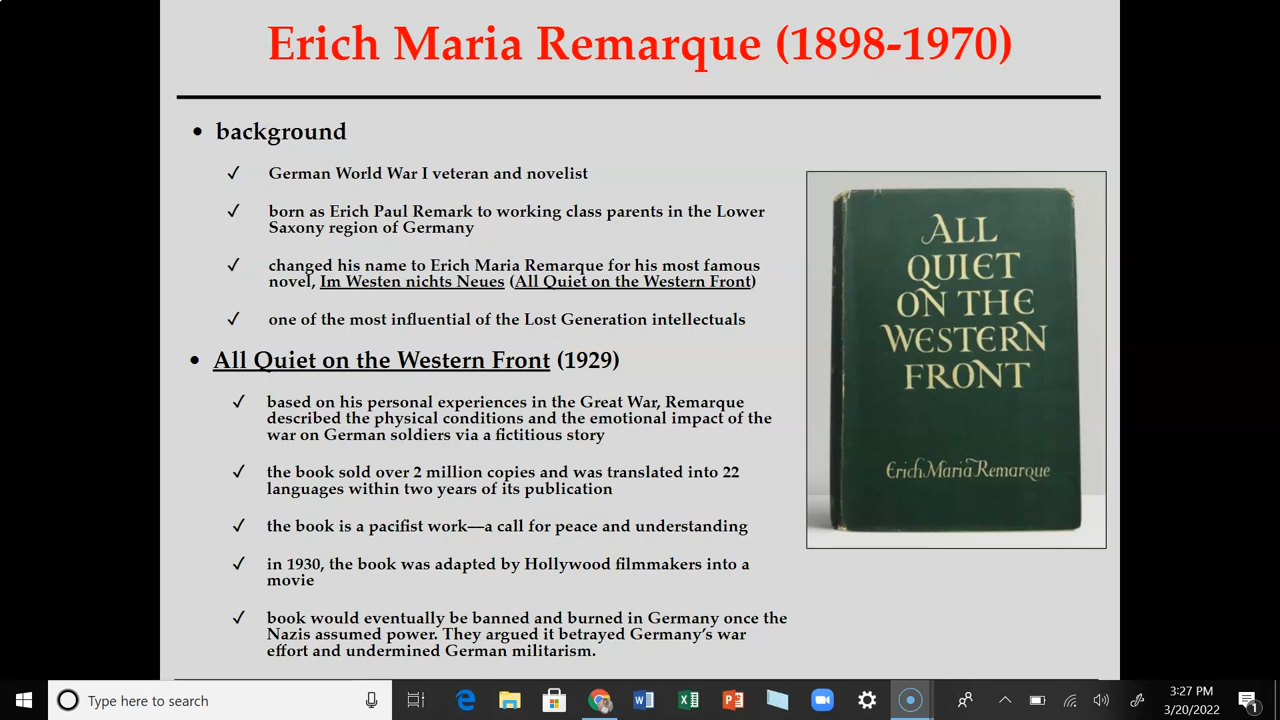 Erich Maria Remarque (1898-1970)
• background
✓ German World War I veteran and novelist
✓ born as Erich Paul Remark to working class parents in the Lower
Saxony region of Germany
✓ changed his name to Erich Maria Remarque for his most famous
novel, Im Westen nichts Neues (All Quiet on the Western Front)
✓ one of the most influential of the Lost Generation intellectuals
• All Quiet on the Western Front (1929)
✓ based on his personal experiences in the Great War, Remarque
described the physical conditions and the emotional impact of the
war on German soldiers via a fictitious story
✓ the book sold over 2 million copies and was translated into 22
languages within two years of its publication
✓ the book is a pacifist work—a call for peace and understanding
✓ in 1930, the book was adapted by Hollywood filmmakers into a
movie
✓ book would eventually be banned and burned in Germany once the
Nazis assumed power. They argued it betrayed Germany's war
effort and undermined German militarism.
ALL
QUIET
ON THE
WESTERN
FRONT
Erich Maria Remarque
Type here to search
3:27 PM
3/20/2022
1